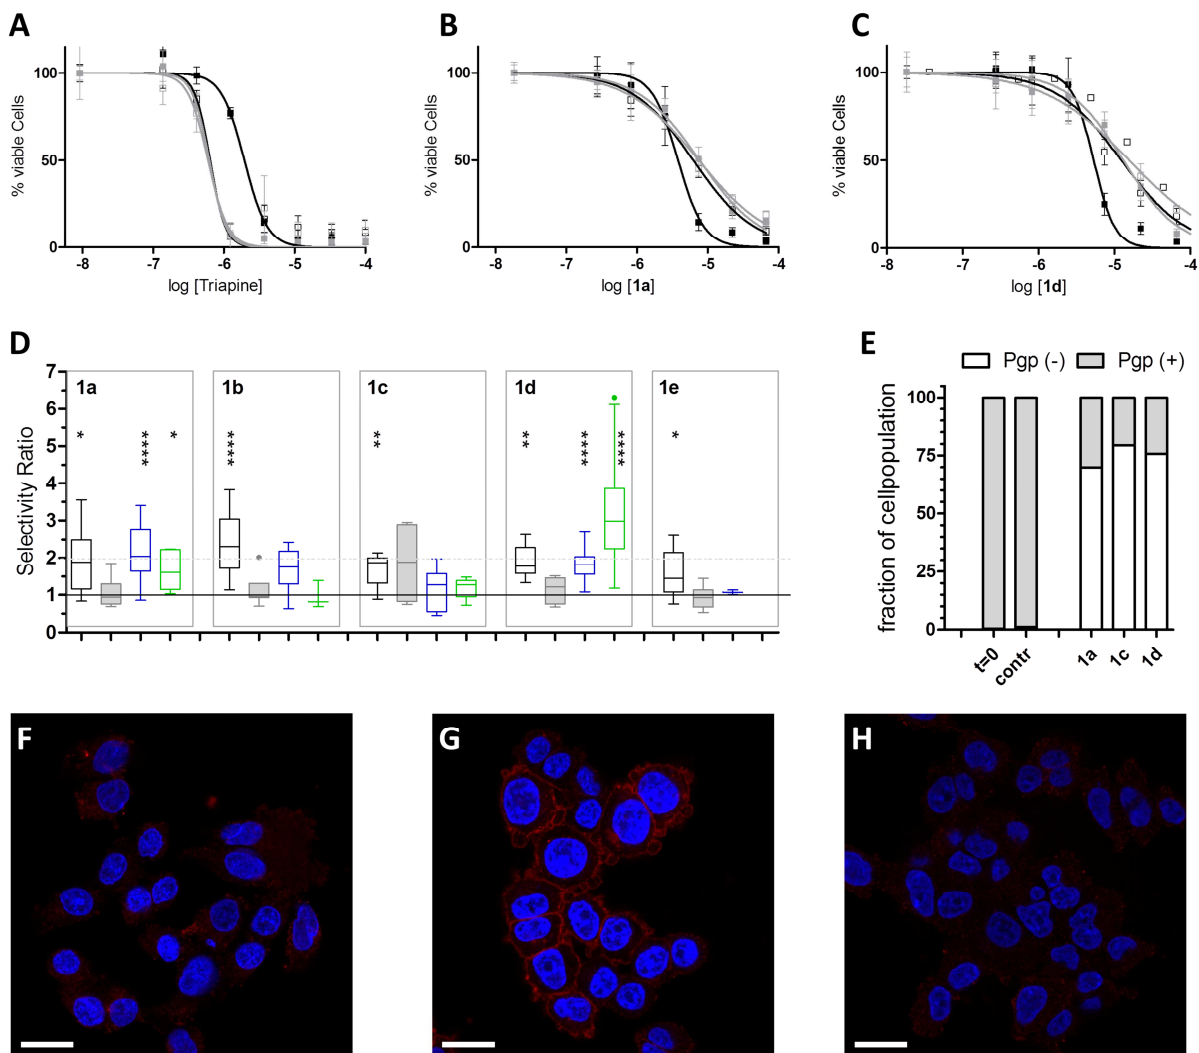 A
% viable Cells
100
50
0
-8 -7 -6 -5 -4
log [Triapine]
B
% viable Cells
100
50
0
-8 -7 -6 -5 -4
log [1a]
C
% viable Cells
100
50
0
-8 -7 -6 -5 -4
log [1d]
D
Selectivity Ratio
7
6
5
4
3
2
1
0
1a 1b 1c 1d 1e
* **** * **** ** ** **** **** *
E
Pgp (-) Pgp (+)
fraction of cellpopulation
100
75
50
25
0
t=0 contr 1a 1c 1d
F
G
H